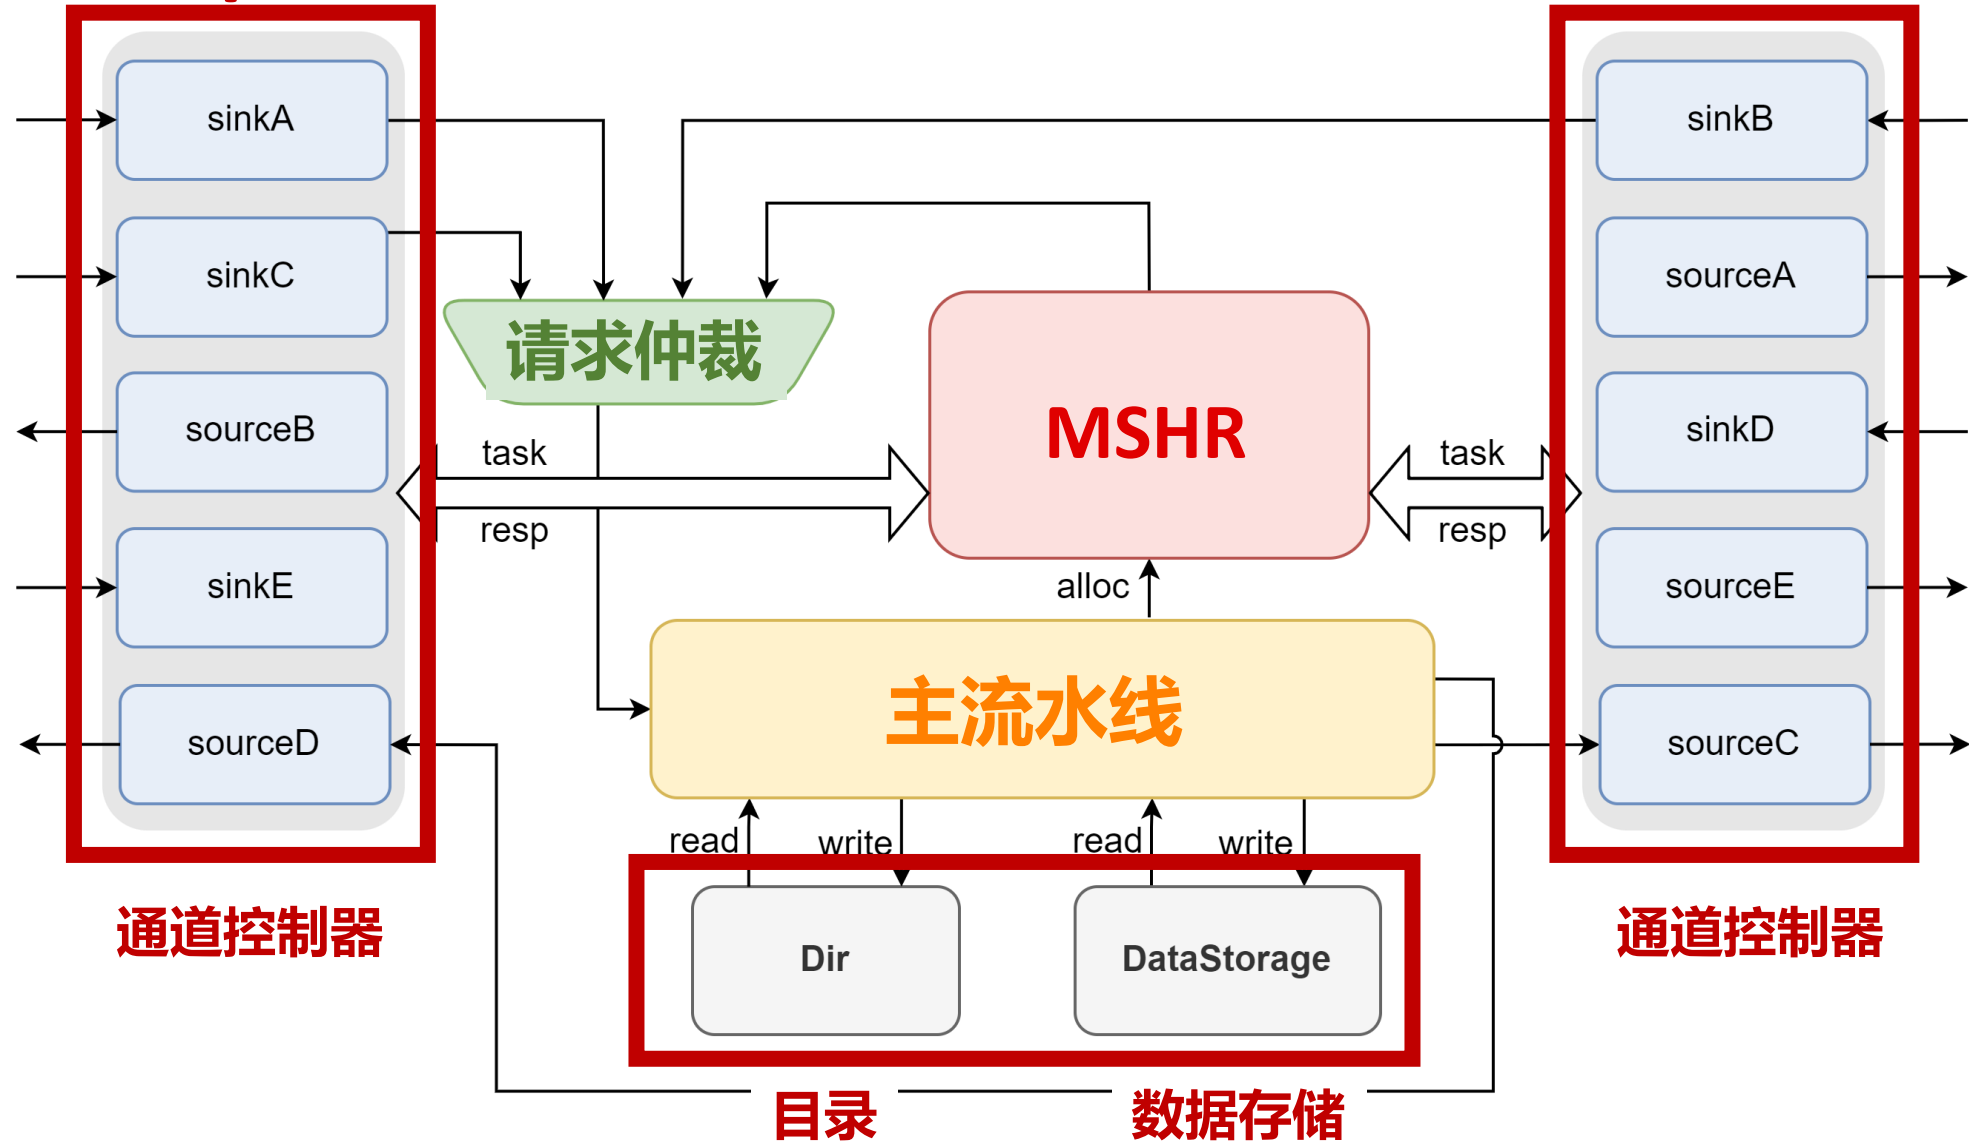 sinkA
sinkC
sourceB
sinkE
sourceD
通道控制器
请求仲裁
task
resp
MSHR
alloc
主流水线
read
write
read
write
Dir
DataStorage
目录
数据存储
task
resp
sinkB
sourceA
sinkD
sourceE
sourceC
通道控制器